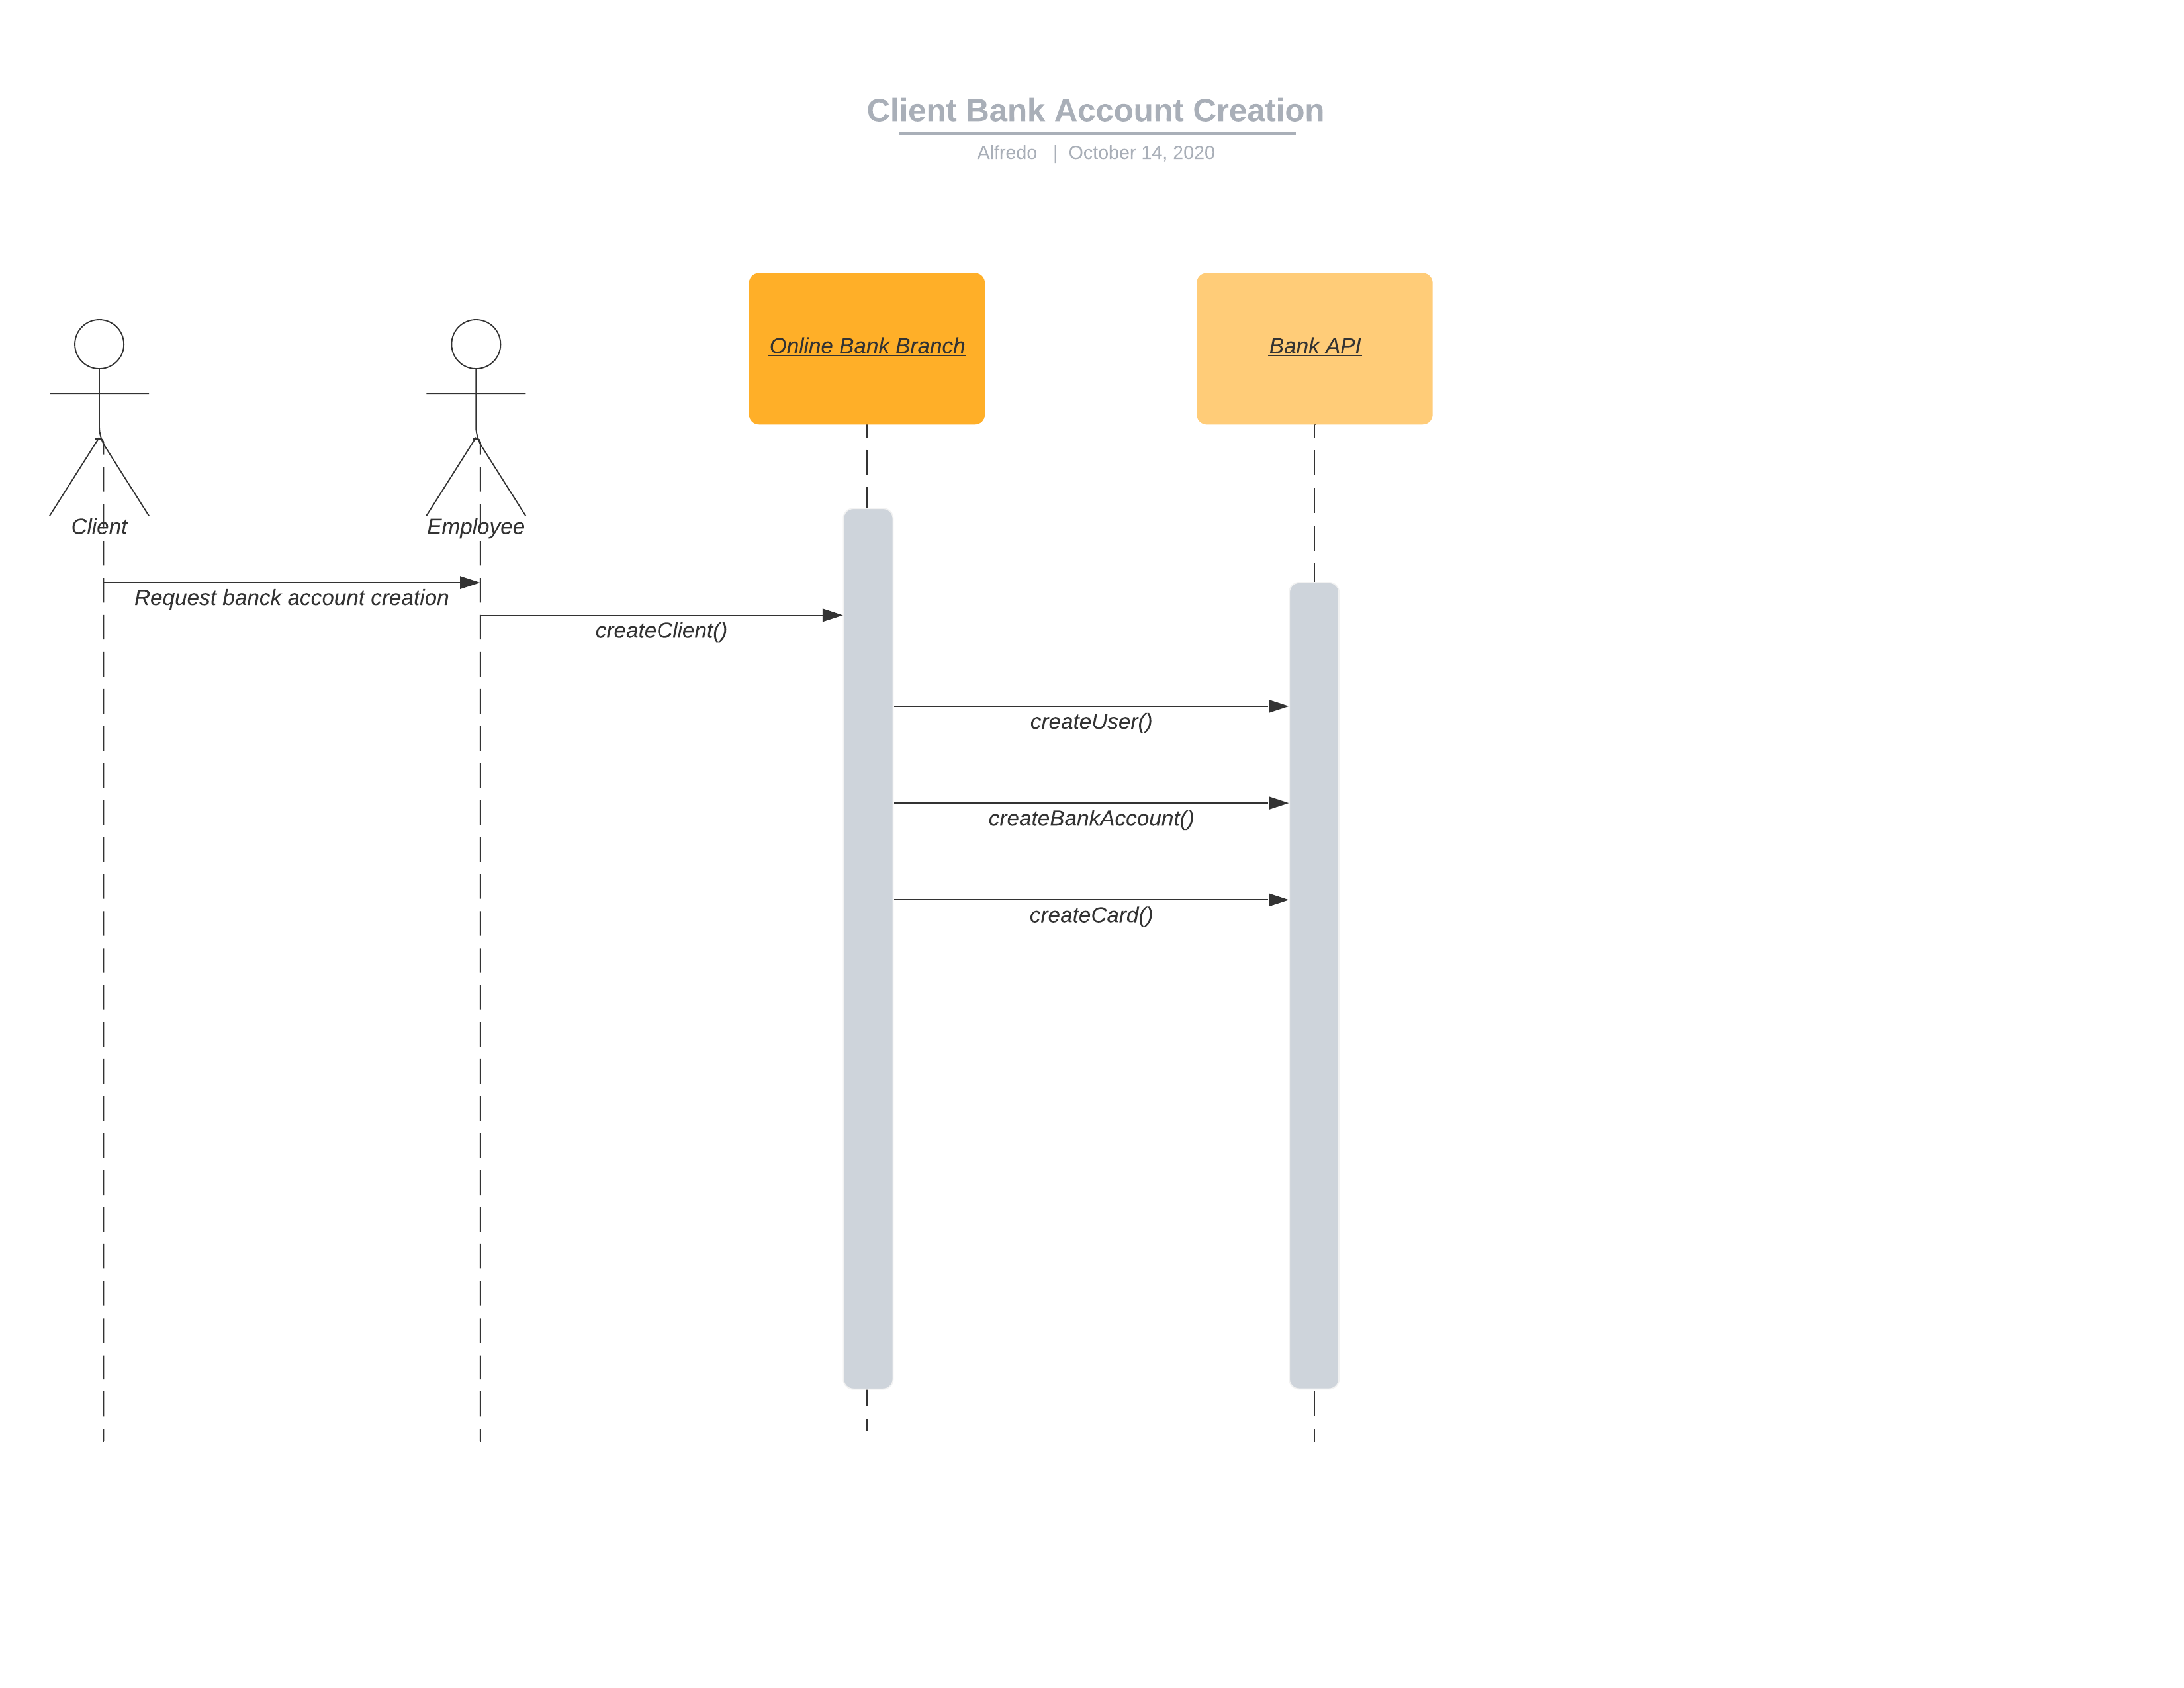 Client Bank Account Creation
Alfredo | October 14, 2020
Online Bank Branch
Bank API
Client
Employee
Request banck account creation
createClient()
createUser()
createBankAccount()
createCard()